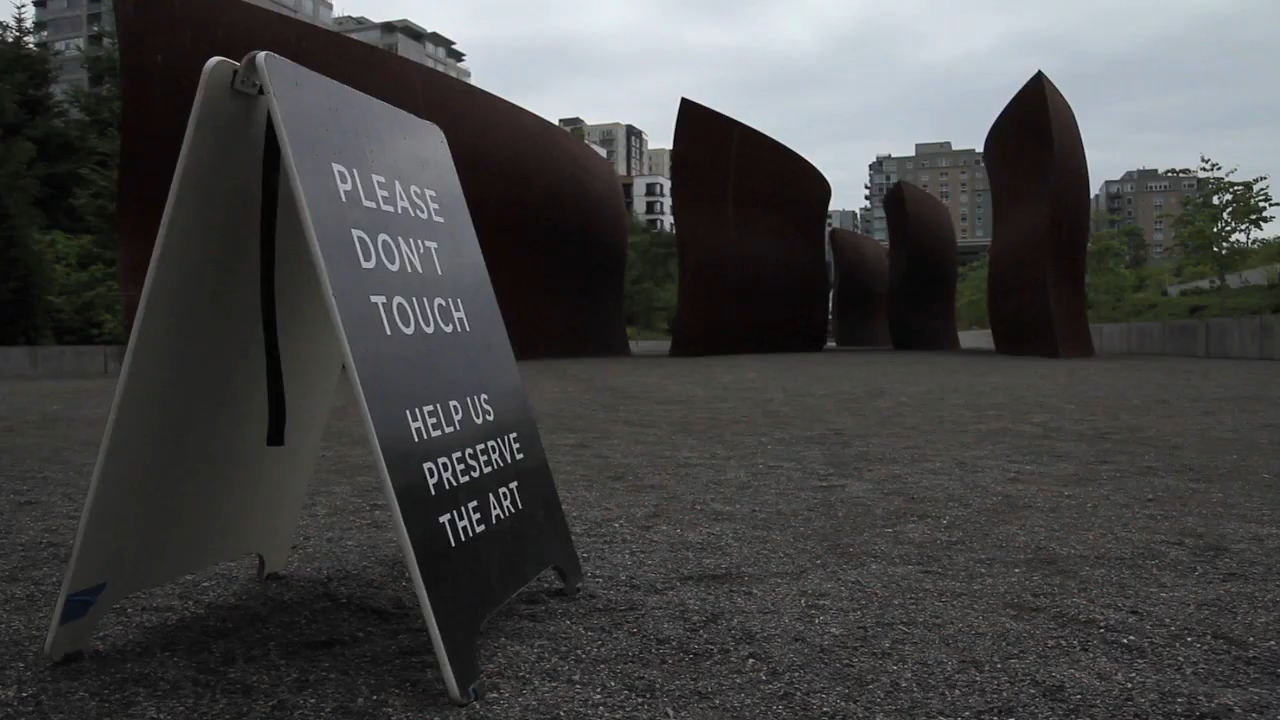 PLEASE
DON'T
TOUCH
HELP US
PRESERVE
THE ART